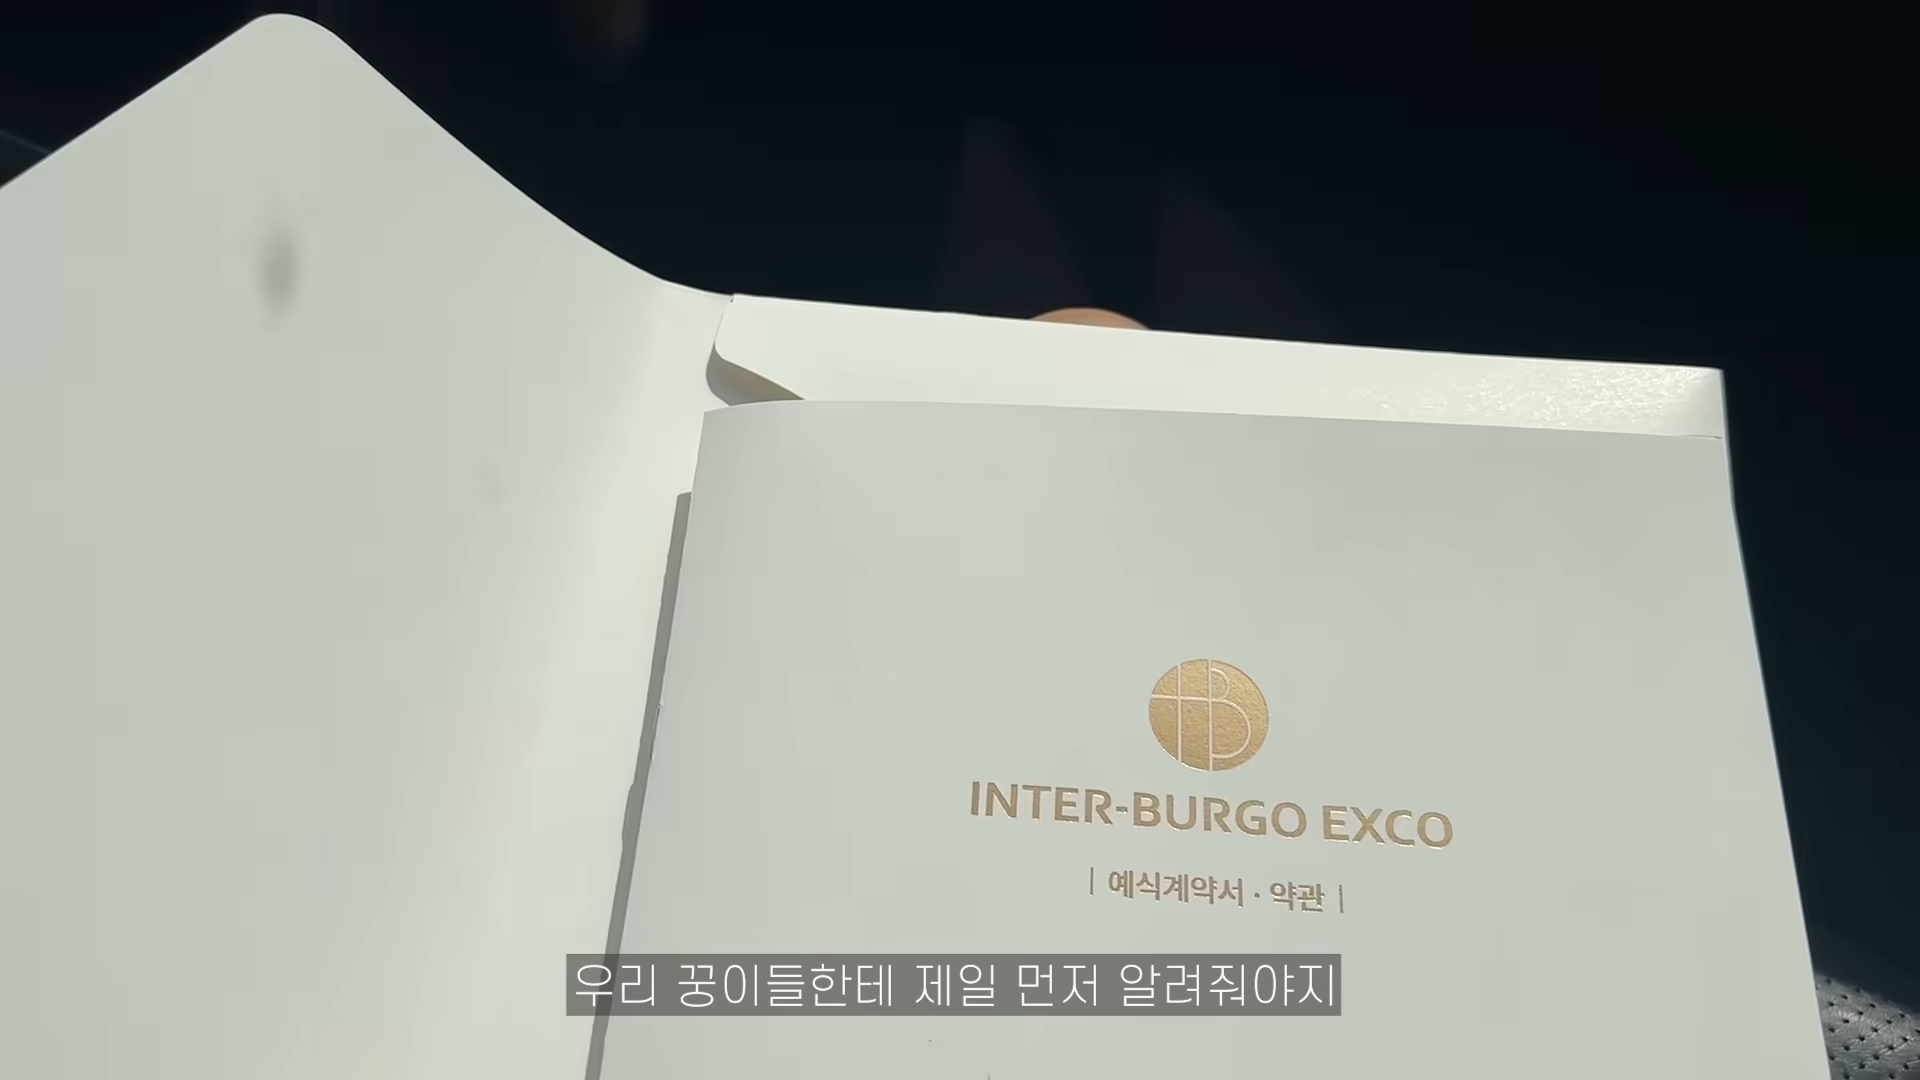 INTER-BURGO EXCO
| 예식계약서 · 약관 |
우리 꿍이들한테 제일 먼저 알려줘야지